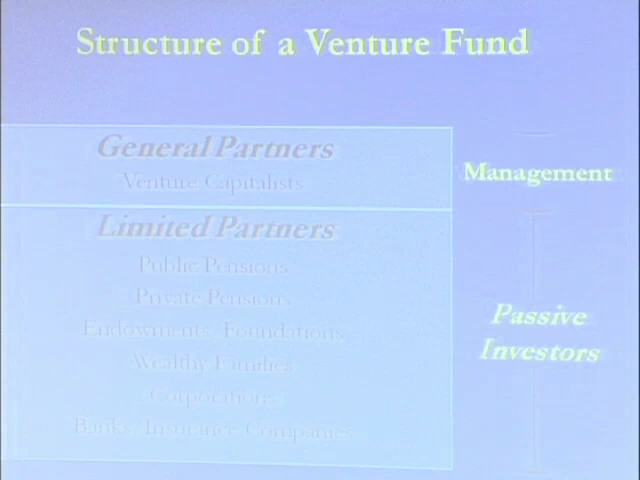 Structure of a Venture Fund
General Partners
Venture Capitalists
Management
Limited Partners
Public Pensions
Private Pensions
Endowments, Foundations
Wealthy Families
Corporations
Banks, Insurance Companies
Passive
Investors